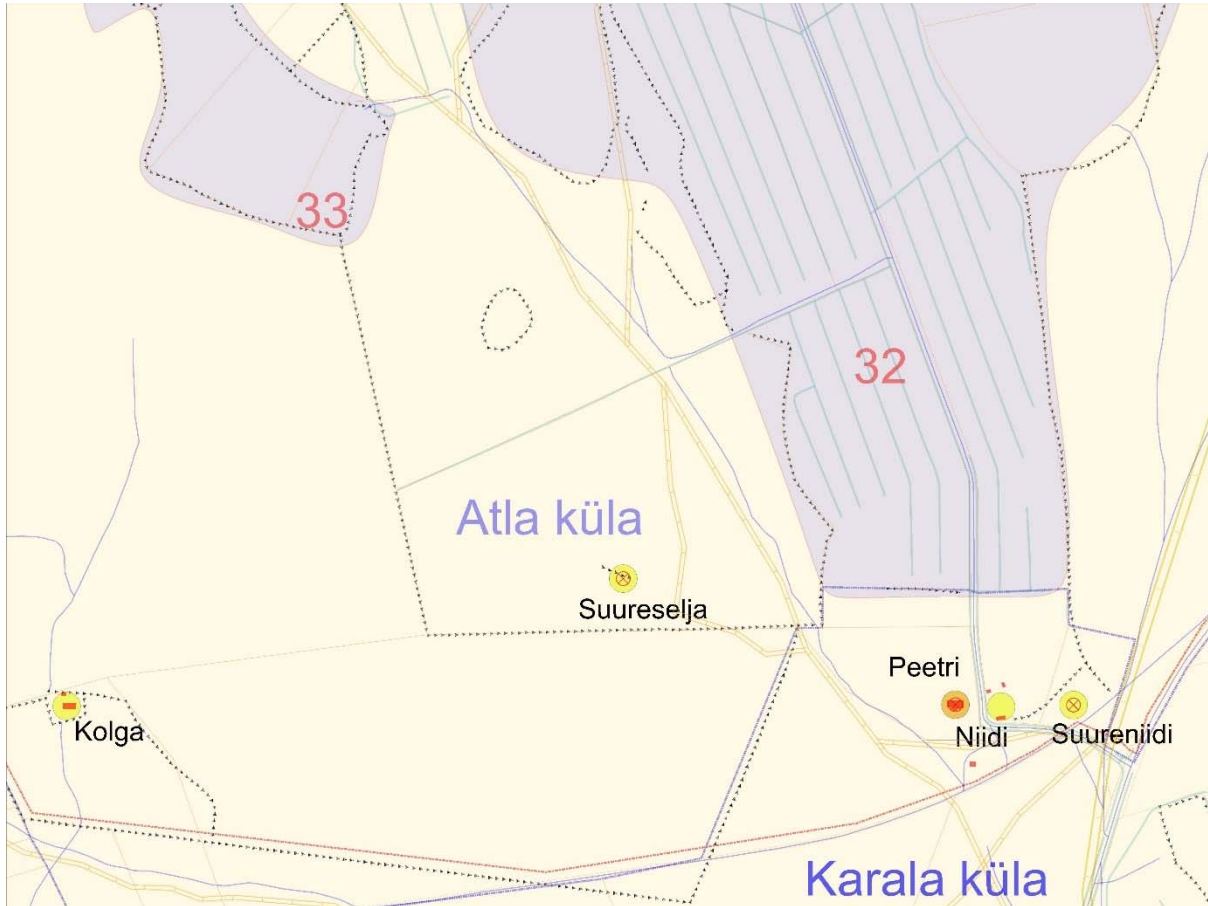 33
32
Atla küla
Suureselja
Peetri
Kolga
Niidi
Suureniidi
Karala küla